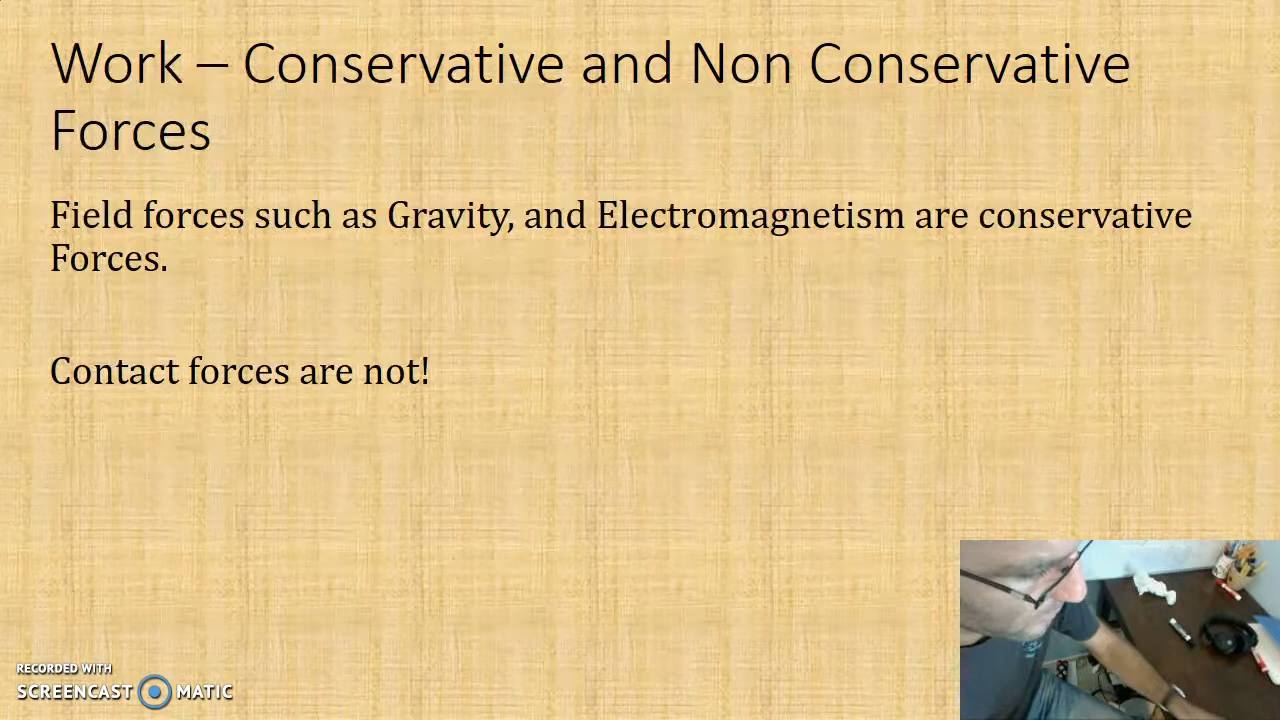 Work – Conservative and Non Conservative
Forces
Field forces such as Gravity, and Electromagnetism are conservative
Forces.
Contact forces are not!
RECORDED WITH
SCREENCAST MATIC